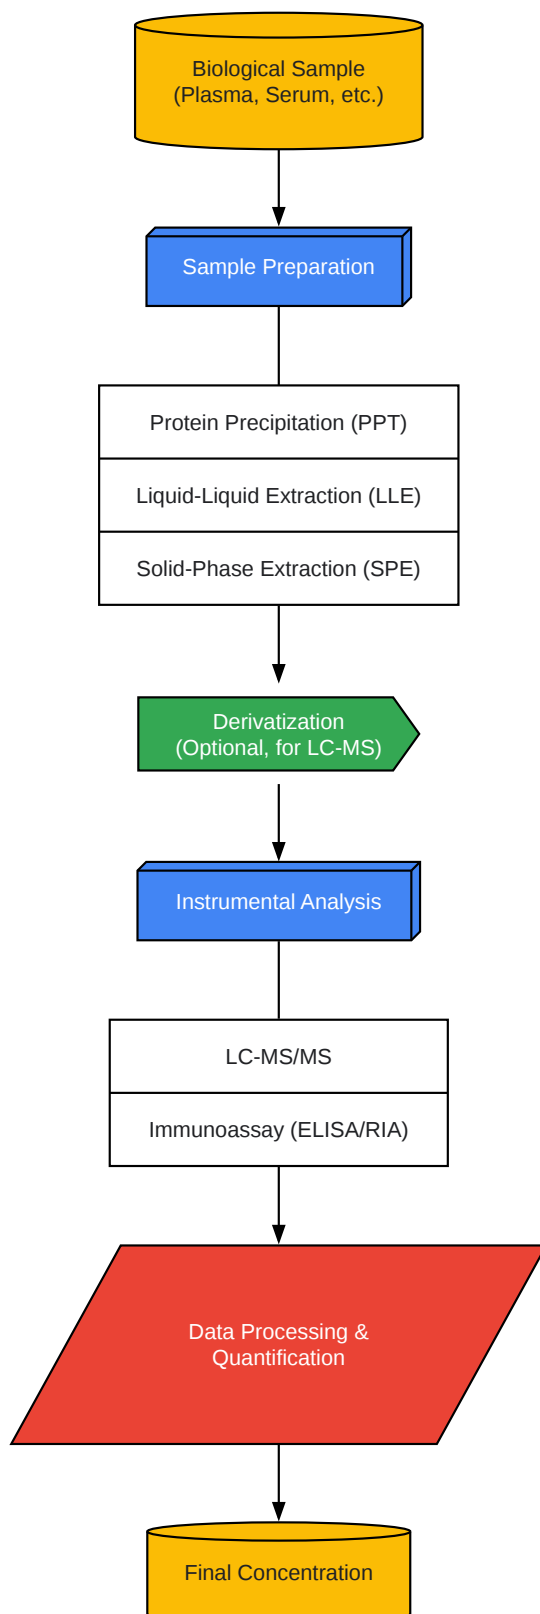 Biological Sample
(Plasma, Serum, etc.)
Sample Preparation
Protein Precipitation (PPT)
Liquid-Liquid Extraction (LLE)
Solid-Phase Extraction (SPE)
Derivatization
(Optional, for LC-MS)
Instrumental Analysis
LC-MS/MS
Immunoassay (ELISA/RIA)
Data Processing &
Quantification
Final Concentration